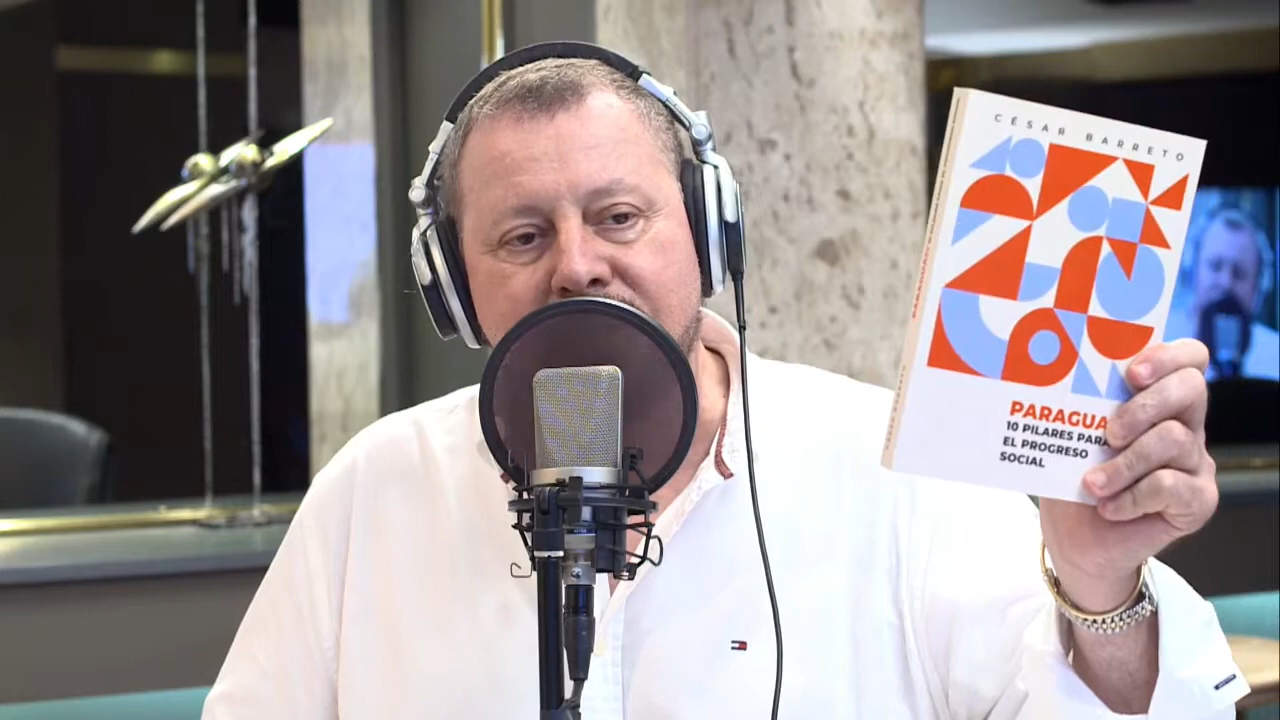 CÉSAR BARRETO
PARAGUA
10 PILARES PARA
EL PROGRESO
SOCIAL